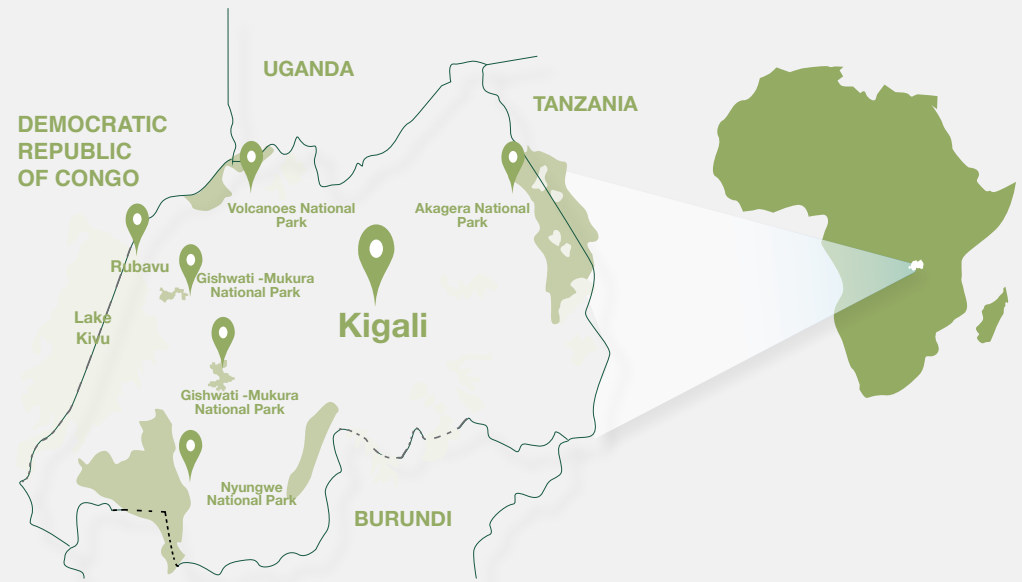 UGANDA
TANZANIA
DEMOCRATIC
REPUBLIC
OF CONGO
Volcanoes National
Park
Akagera National
Park
Rubavu
Gishwati -Mukura
National Park
Lake
Kivu
Kigali
Gishwati -Mukura
National Park
Nyungwe
National Park
BURUNDI